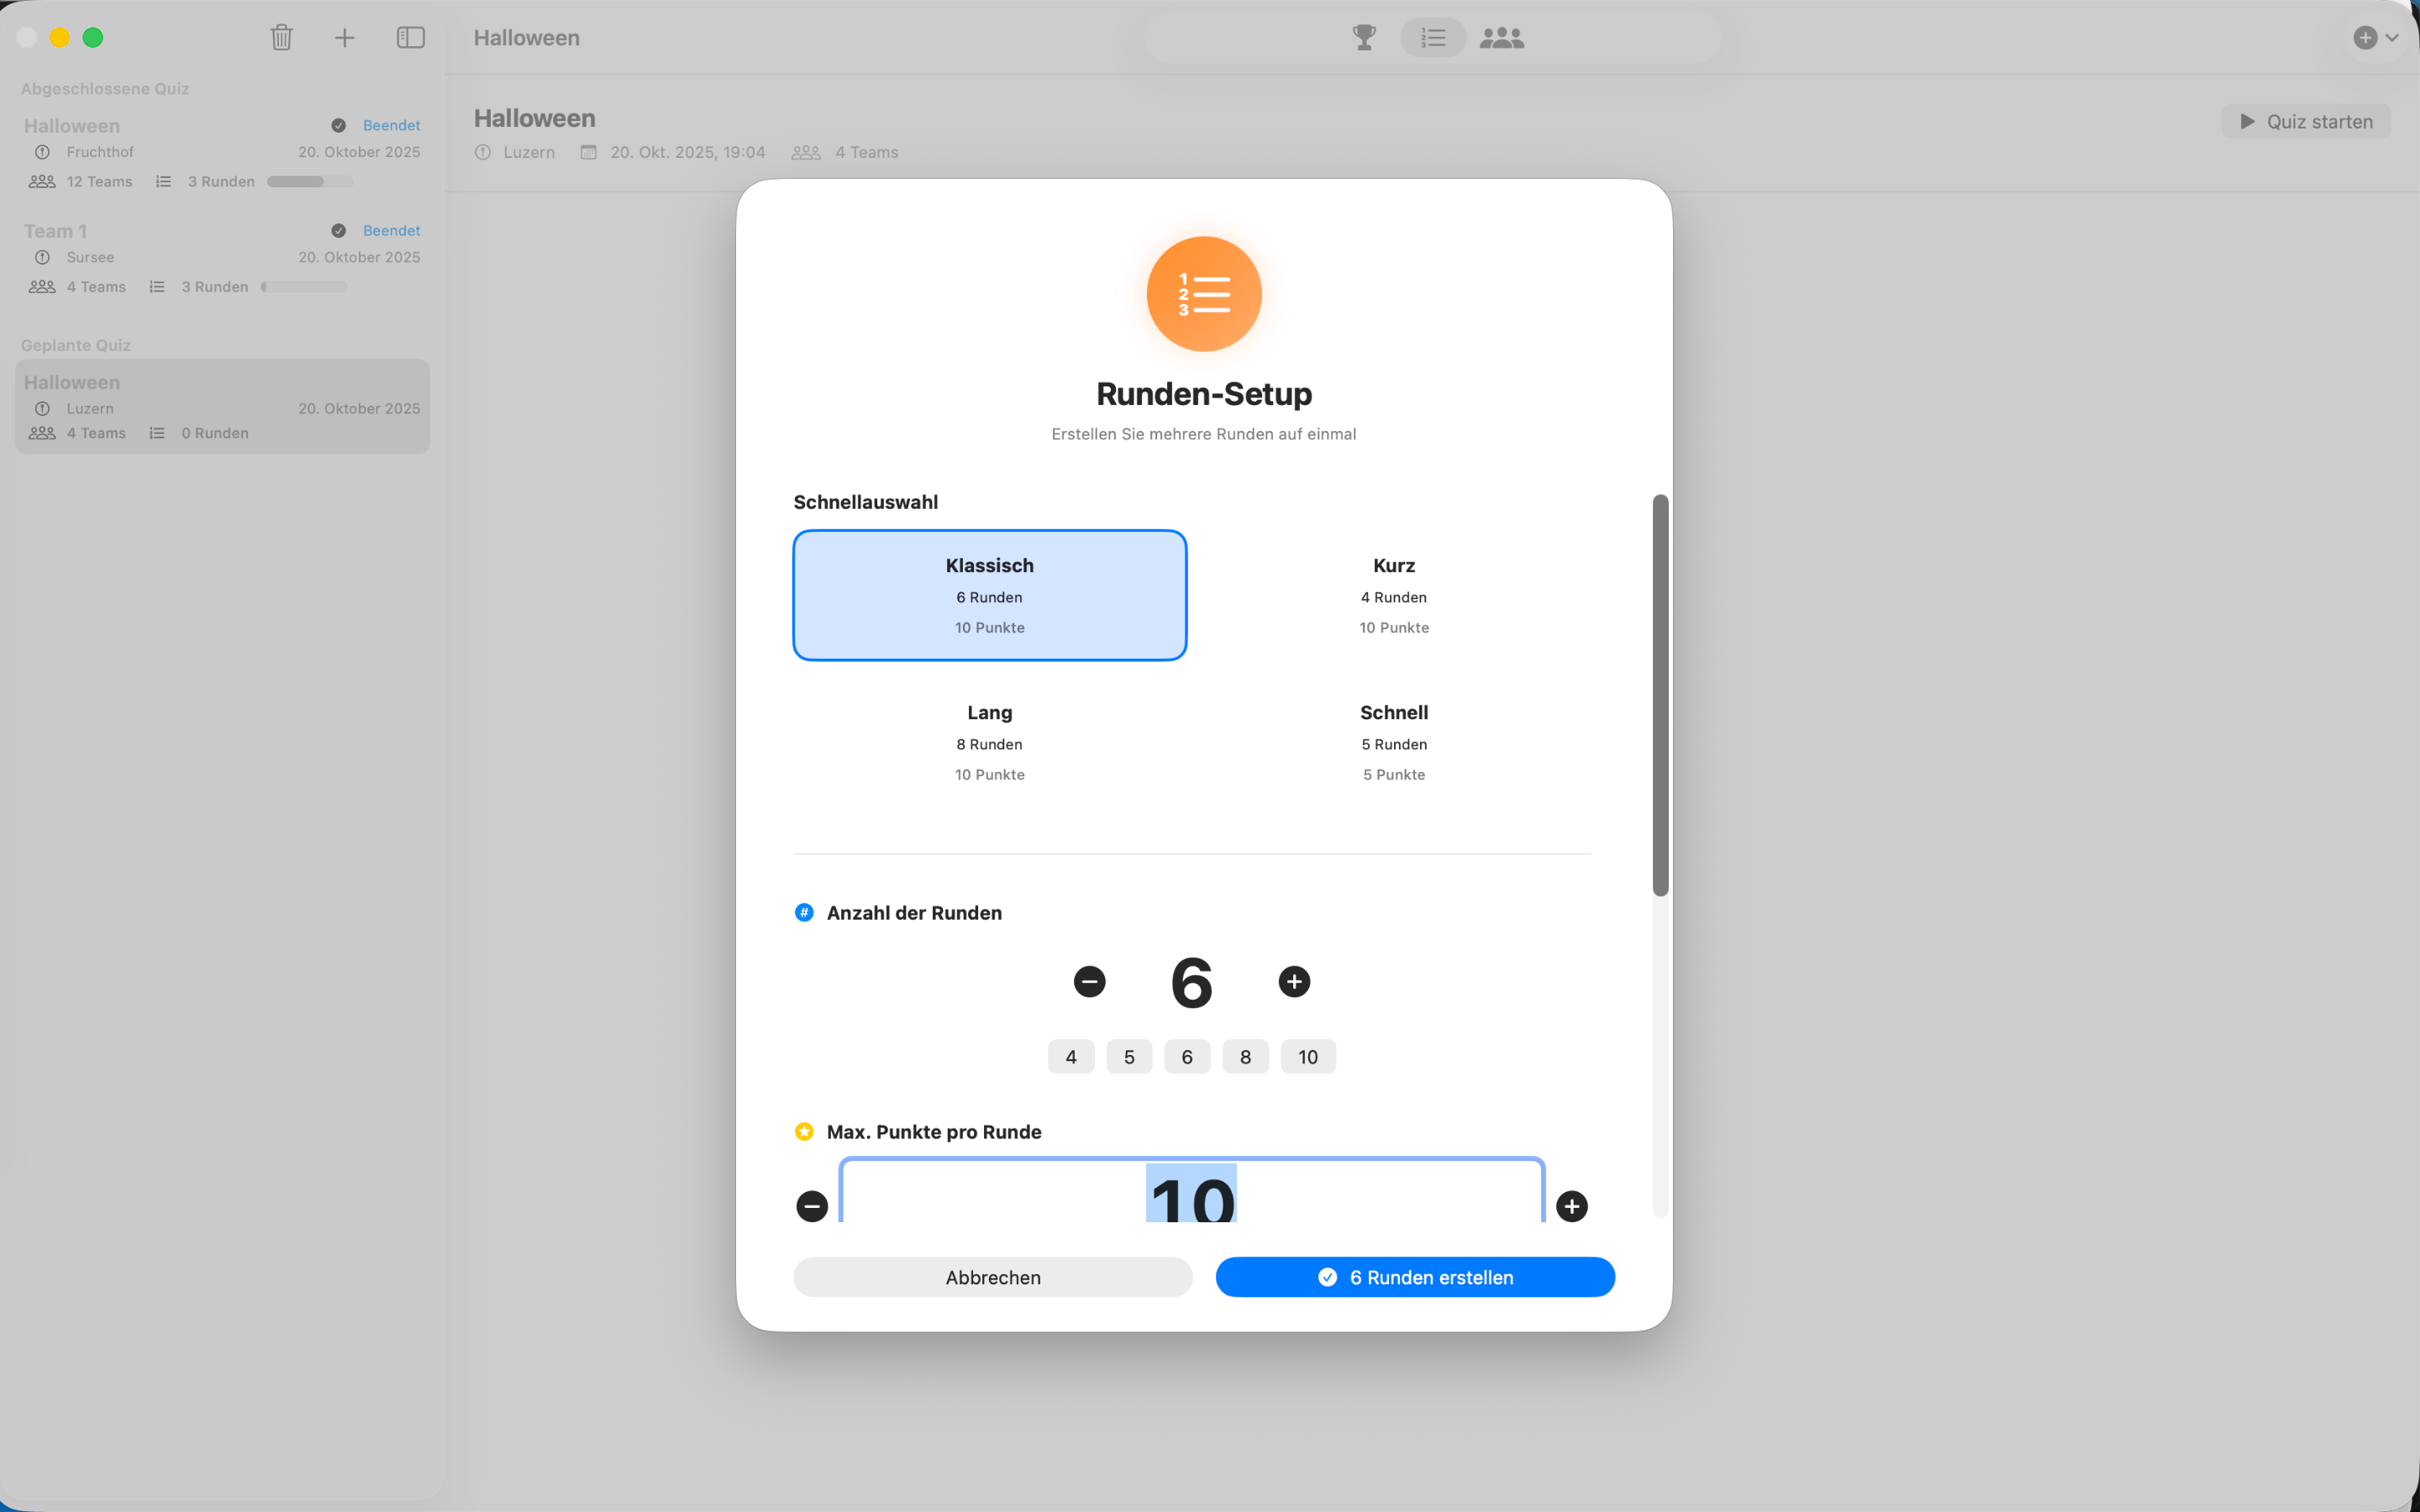 Halloween
Abgeschlossene Quiz
Halloween Beendet
Fruchthof 20. Oktober 2025
12 Teams 3 Runden
Team 1 Beendet
Sursee 20. Oktober 2025
4 Teams 3 Runden
Geplante Quiz
Halloween
Luzern 20. Oktober 2025
4 Teams 0 Runden
Halloween
Luzern 20. Okt. 2025, 19:04 4 Teams
Quiz starten
1
2
3
Runden-Setup
Erstellen Sie mehrere Runden auf einmal
Schnellauswahl
Klassisch
6 Runden
10 Punkte
Kurz
4 Runden
10 Punkte
Lang
8 Runden
10 Punkte
Schnell
5 Runden
5 Punkte
# Anzahl der Runden
6
4 5 6 8 10
Max. Punkte pro Runde
10
Abbrechen
6 Runden erstellen